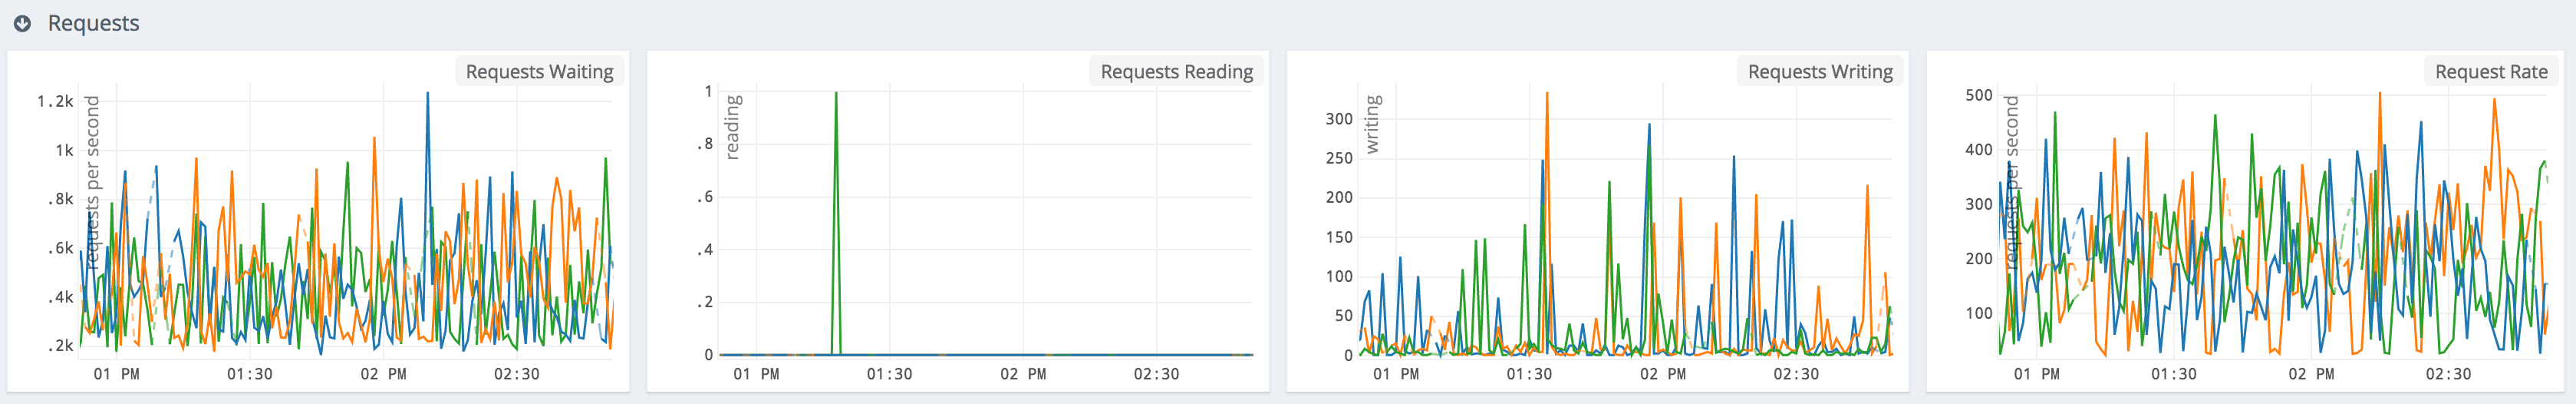 Requests
Requests Waiting
requests per second
1.2k
1k
.8k
.6k
.4k
.2k
01 PM 01:30 02 PM 02:30
Requests Reading
reading
1
.8
.6
.4
.2
0
01 PM 01:30 02 PM 02:30
Requests Writing
writing
300
250
200
150
100
50
0
01 PM 01:30 02 PM 02:30
Request Rate
requests per second
500
400
300
200
100
01 PM 01:30 02 PM 02:30